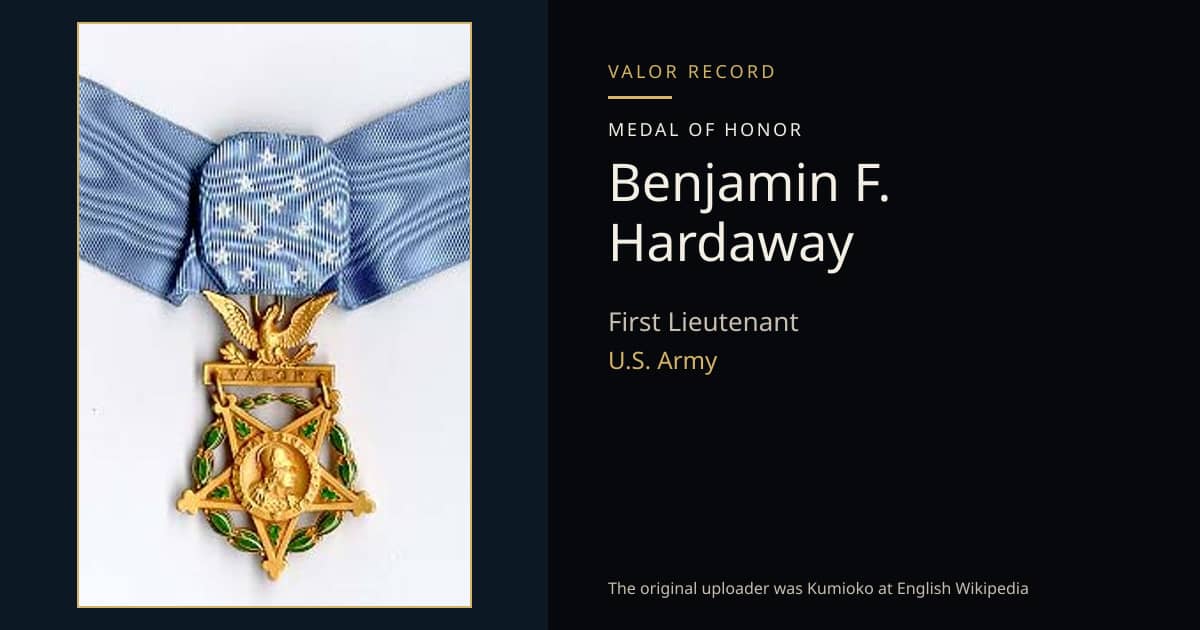 VALOR RECORD
MEDAL OF HONOR
Benjamin F.
Hardaway
First Lieutenant
U.S. Army
VALOR
The original uploader was Kumioko at English Wikipedia